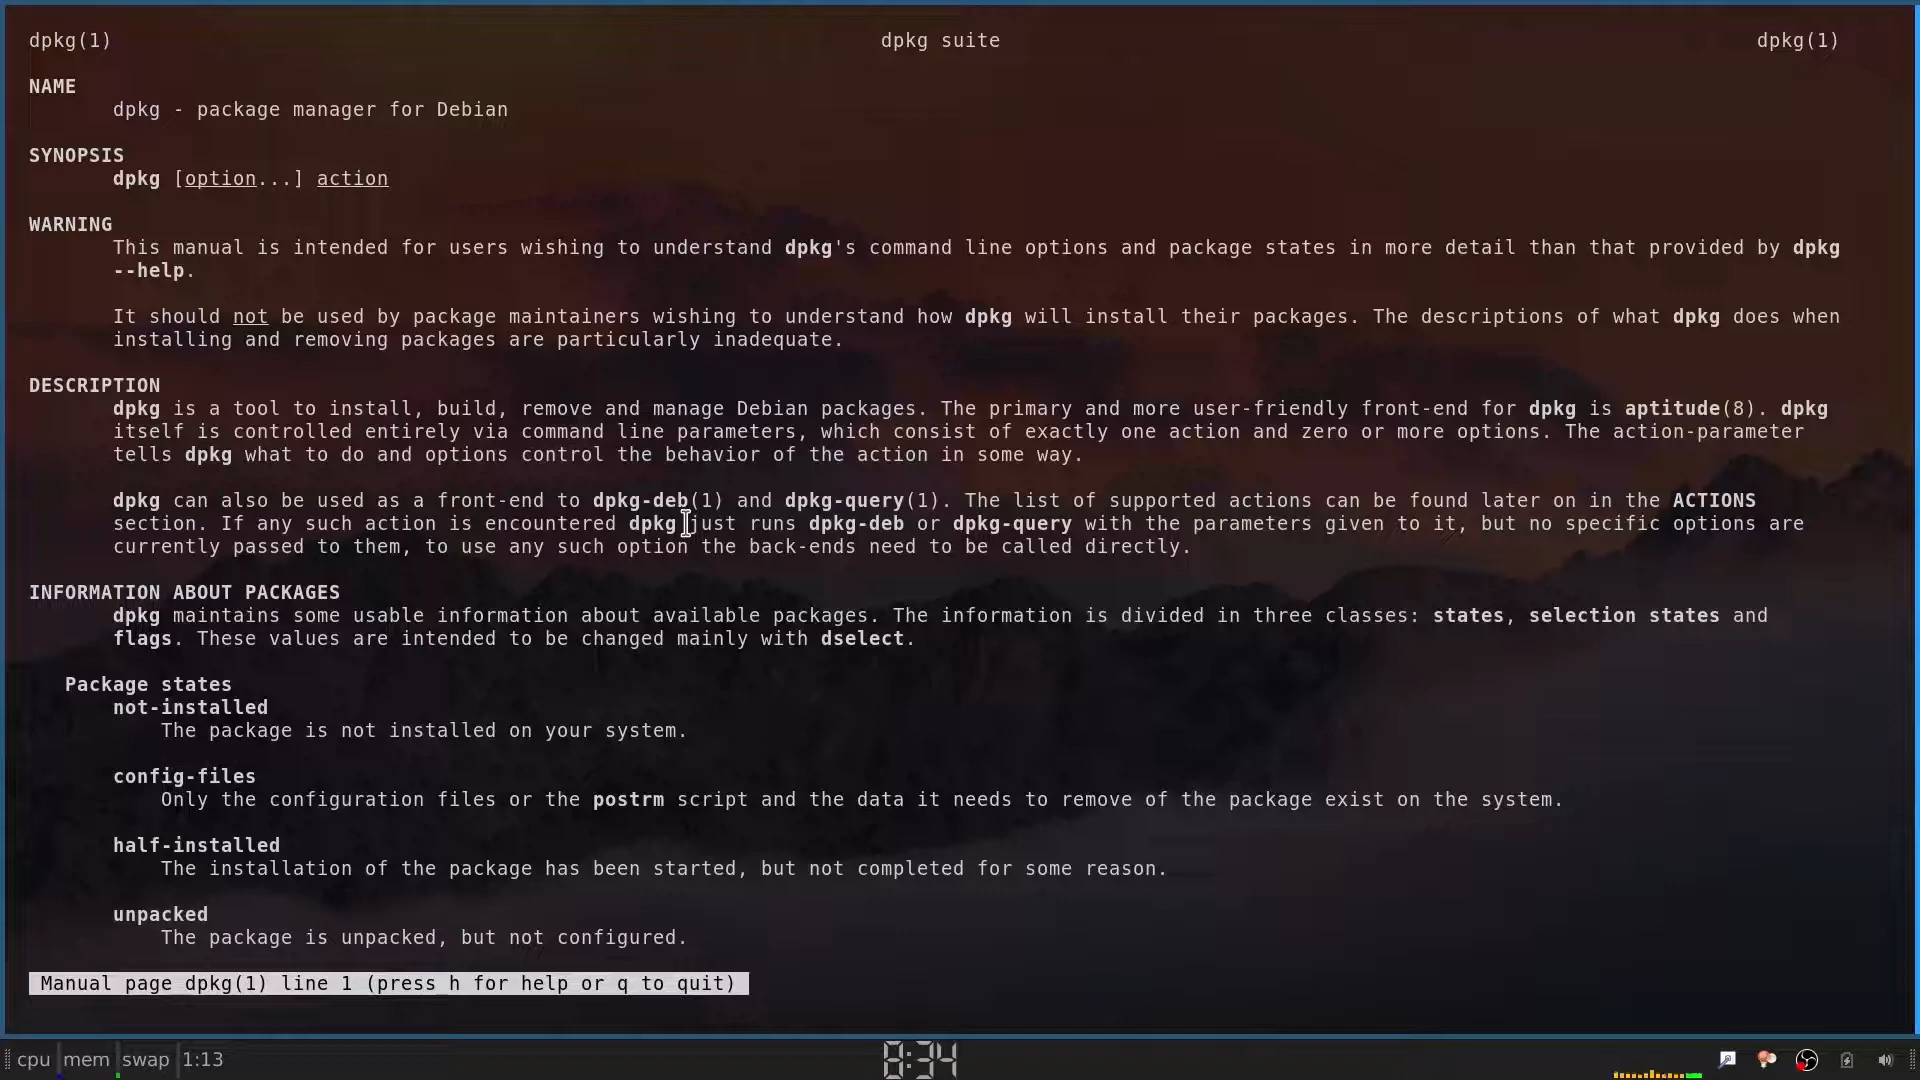 dpkg(1) dpkg suite dpkg(1)
NAME
dpkg - package manager for Debian
SYNOPSIS
dpkg [option...] action
WARNING
This manual is intended for users wishing to understand dpkg's command line options and package states in more detail than that provided by dpkg
--help.
It should not be used by package maintainers wishing to understand how dpkg will install their packages. The descriptions of what dpkg does when
installing and removing packages are particularly inadequate.
DESCRIPTION
dpkg is a tool to install, build, remove and manage Debian packages. The primary and more user-friendly front-end for dpkg is aptitude(8). dpkg
itself is controlled entirely via command line parameters, which consist of exactly one action and zero or more options. The action-parameter
tells dpkg what to do and options control the behavior of the action in some way.
dpkg can also be used as a front-end to dpkg-deb(1) and dpkg-query(1). The list of supported actions can be found later on in the ACTIONS
section. If any such action is encountered dpkg just runs dpkg-deb or dpkg-query with the parameters given to it, but no specific options are
currently passed to them, to use any such option the back-ends need to be called directly.
INFORMATION ABOUT PACKAGES
dpkg maintains some usable information about available packages. The information is divided in three classes: states, selection states and
flags. These values are intended to be changed mainly with dselect.
Package states
not-installed
The package is not installed on your system.
config-files
Only the configuration files or the postrm script and the data it needs to remove of the package exist on the system.
half-installed
The installation of the package has been started, but not completed for some reason.
unpacked
The package is unpacked, but not configured.
Manual page dpkg(1) line 1 (press h for help or q to quit)
cpu mem swap 1:13 8:34